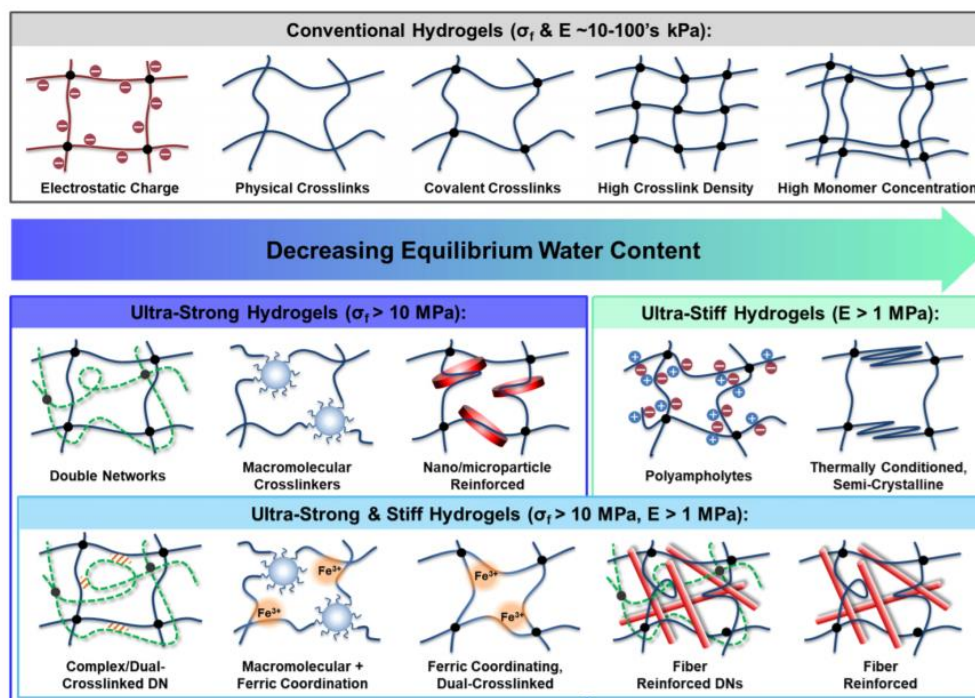 Conventional Hydrogels (σf & E ~10-100's kPa):
Electrostatic Charge
Physical Crosslinks
Covalent Crosslinks
High Crosslink Density
High Monomer Concentration
Decreasing Equilibrium Water Content
Ultra-Strong Hydrogels (σf > 10 MPa):
Double Networks
Macromolecular
Crosslinkers
Nano/microparticle
Reinforced
Ultra-Stiff Hydrogels (E > 1 MPa):
Polyampholytes
Thermally Conditioned,
Semi-Crystalline
Ultra-Strong & Stiff Hydrogels (σf > 10 MPa, E > 1 MPa):
Complex/Dual-
Crosslinked DN
Fe3+
Fe3+
Macromolecular +
Ferric Coordination
Fe3+
Fe3+
Ferric Coordinating,
Dual-Crosslinked
Fiber
Reinforced DNs
Fiber
Reinforced